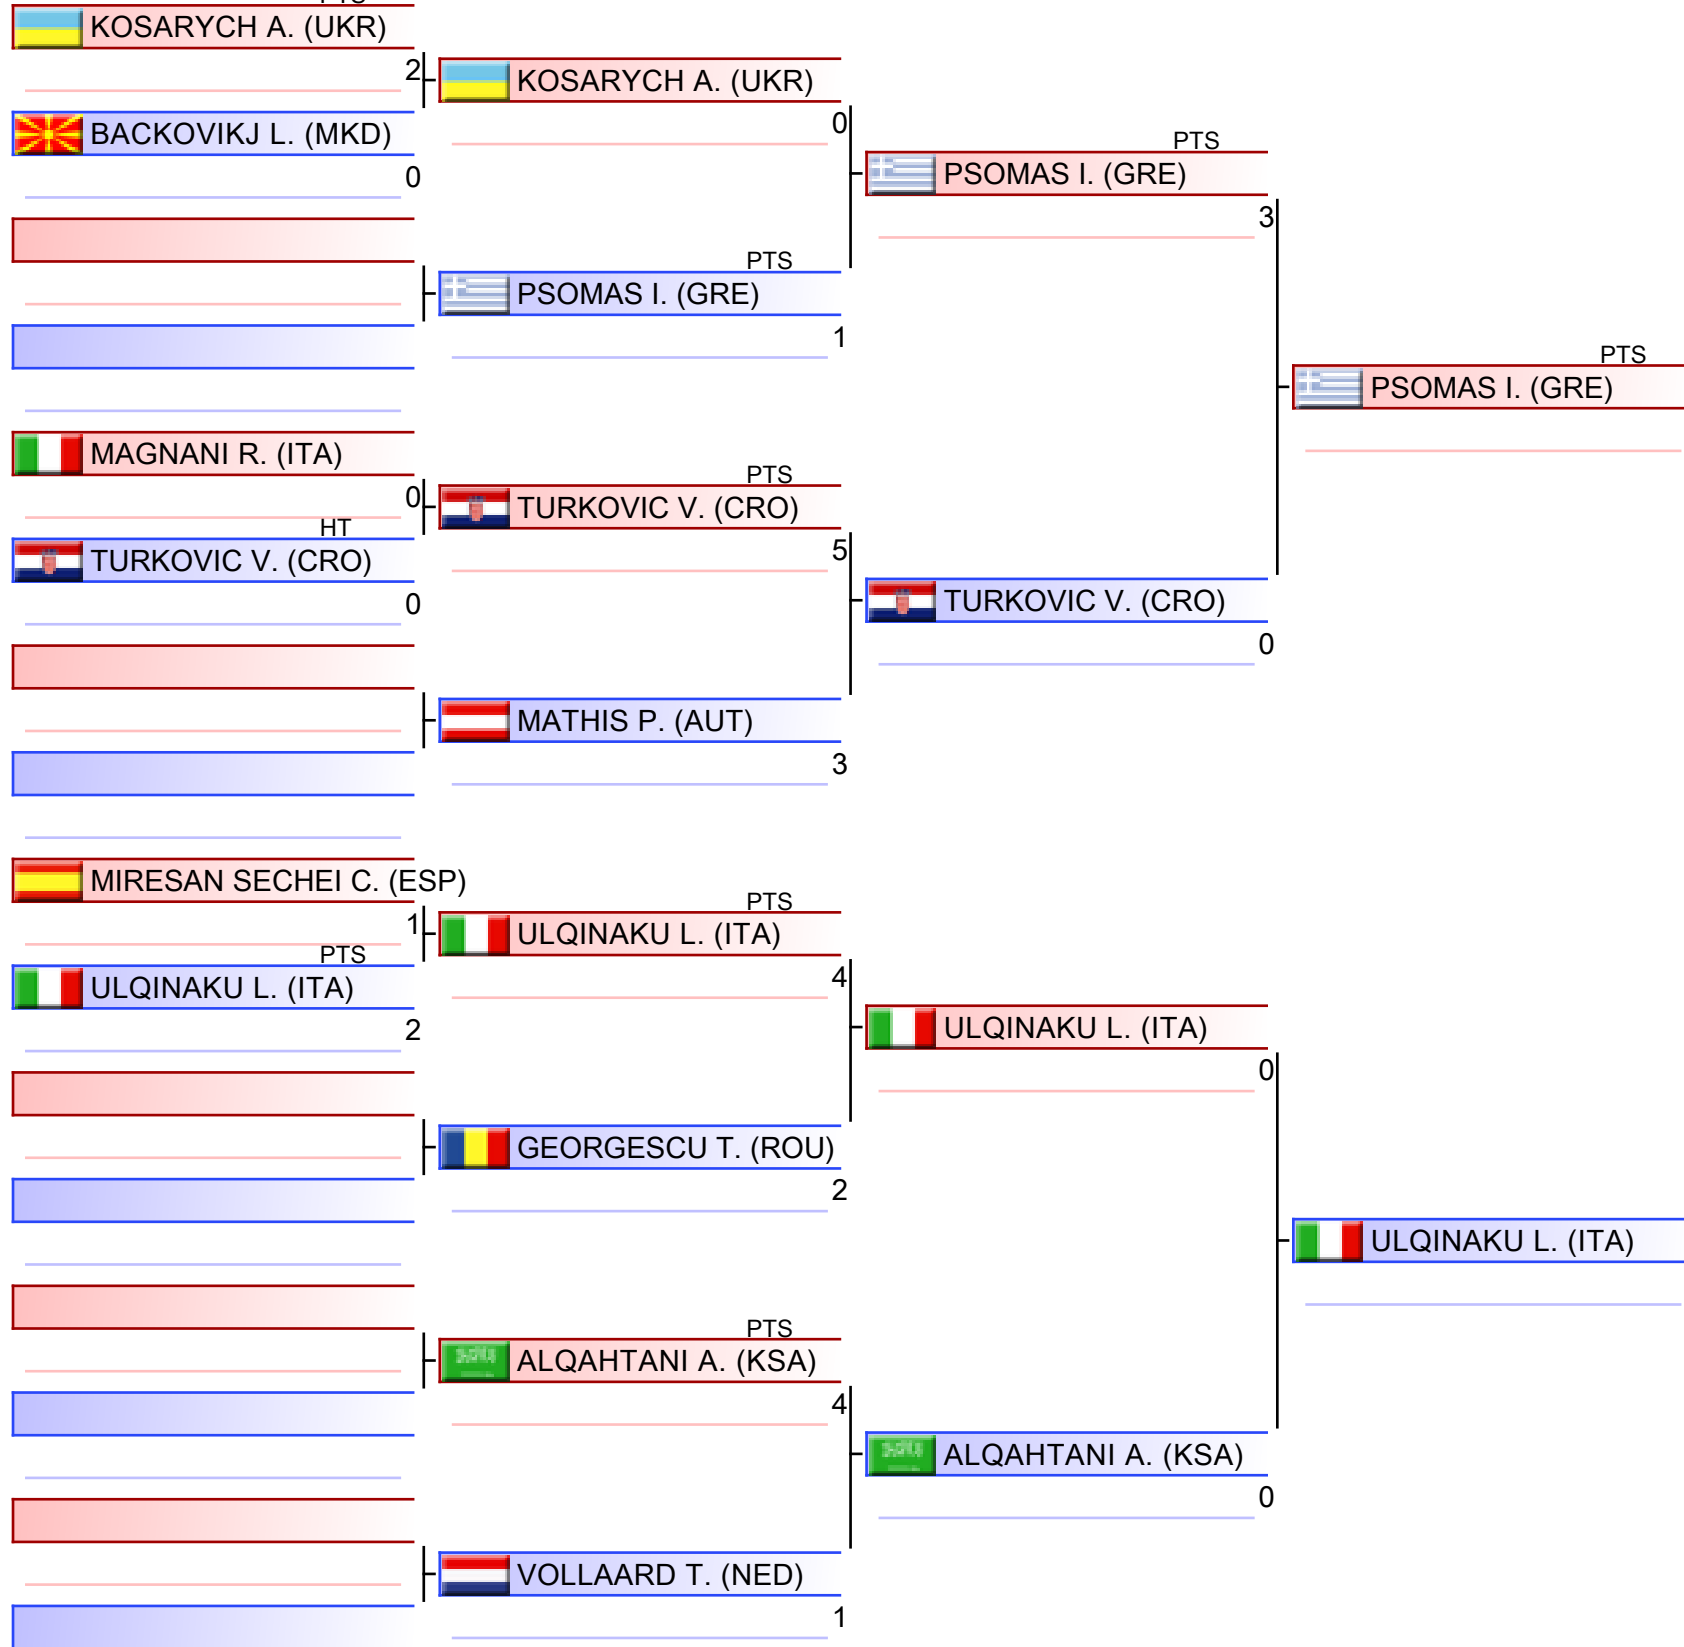 PTS
KOSARYCH A. (UKR)
2
BACKOVIKJ L. (MKD)
0
MAGNANI R. (ITA)
0
HT
TURKOVIC V. (CRO)
0
MIRESAN SECHEI C. (ESP)
1
PTS
ULQINAKU L. (ITA)
2
KOSARYCH A. (UKR)
0
PTS
PSOMAS I. (GRE)
1
PTS
TURKOVIC V. (CRO)
5
MATHIS P. (AUT)
3
PTS
ULQINAKU L. (ITA)
4
GEORGESCU T. (ROU)
2
PTS
ALQAHTANI A. (KSA)
4
VOLLAARD T. (NED)
1
PTS
PSOMAS I. (GRE)
3
TURKOVIC V. (CRO)
0
ULQINAKU L. (ITA)
0
ALQAHTANI A. (KSA)
0
PTS
PSOMAS I. (GRE)
ULQINAKU L. (ITA)